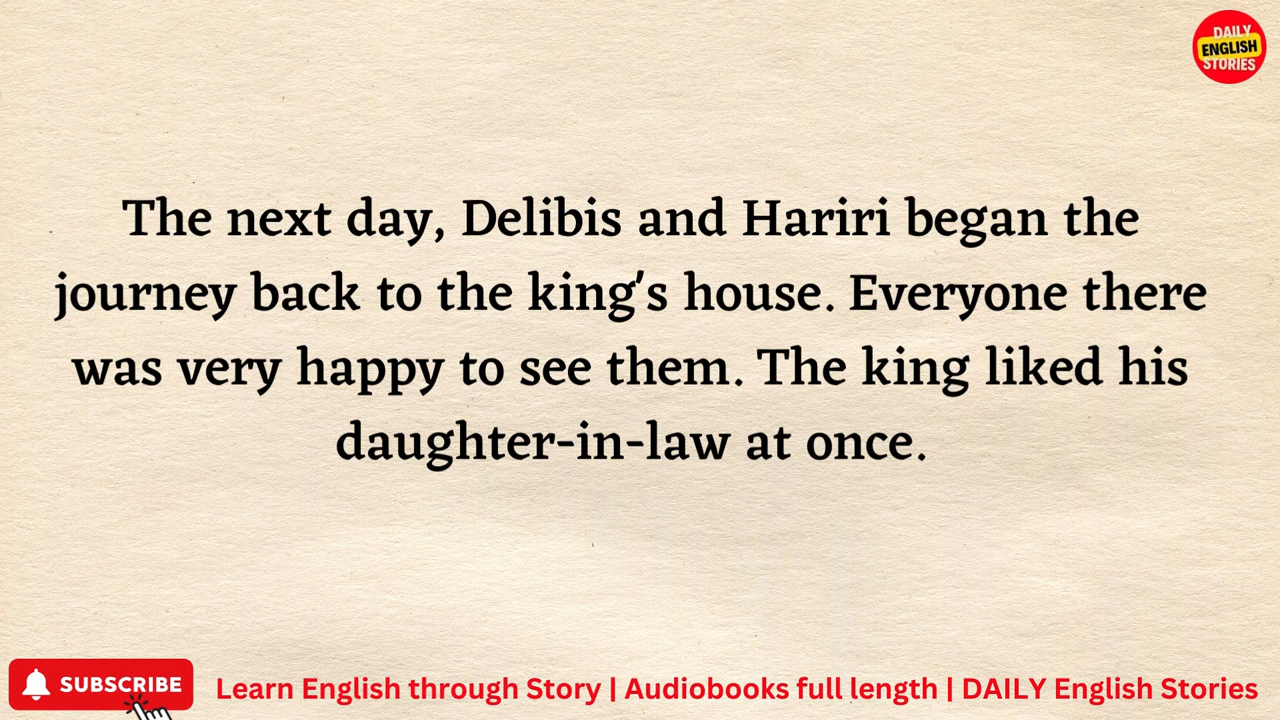 DAILY
ENGLISH
STORIES
The next day, Delibis and Hariri began the
journey back to the king's house. Everyone there
was very happy to see them. The king liked his
daughter-in-law at once.
SUBSCRIBE
Learn English through Story | Audiobooks full length | DAILY English Stories